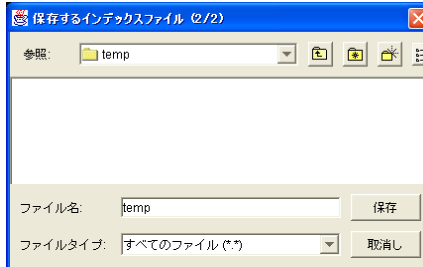 保存するインデックスファイル (2/2)
参照: temp
ファイル名: temp 保存
ファイルタイプ: すべてのファイル (*.*) 取消し